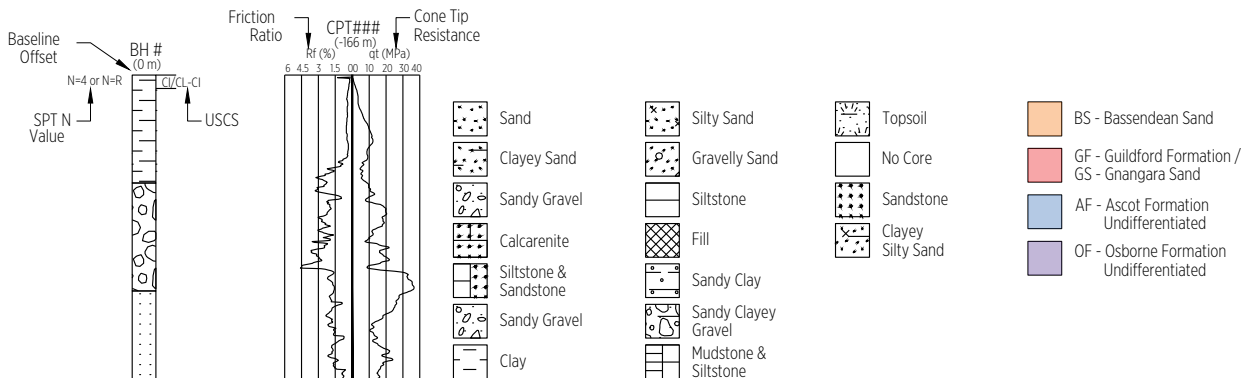 Baseline
Offset
BH #
(0 m)
N=4 or N=R
CI/CL-CI
SPT N
Value
USCS
Friction
Ratio
CPT###
(-166 m)
Cone Tip
Resistance
Rf (%)
qt (MPa)
6 4.5 3 1.5 00 10 20 30 40
Sand
Clayey Sand
Sandy Gravel
Calcarenite
Siltstone &
Sandstone
Sandy Gravel
Clay
Silty Sand
Gravelly Sand
Siltstone
Fill
Sandy Clay
Sandy Clayey
Gravel
Mudstone &
Siltstone
Topsoil
No Core
Sandstone
Clayey
Silty Sand
BS - Bassendean Sand
GF - Guildford Formation /
GS - Gnangara Sand
AF - Ascot Formation
Undifferentiated
OF - Osborne Formation
Undifferentiated